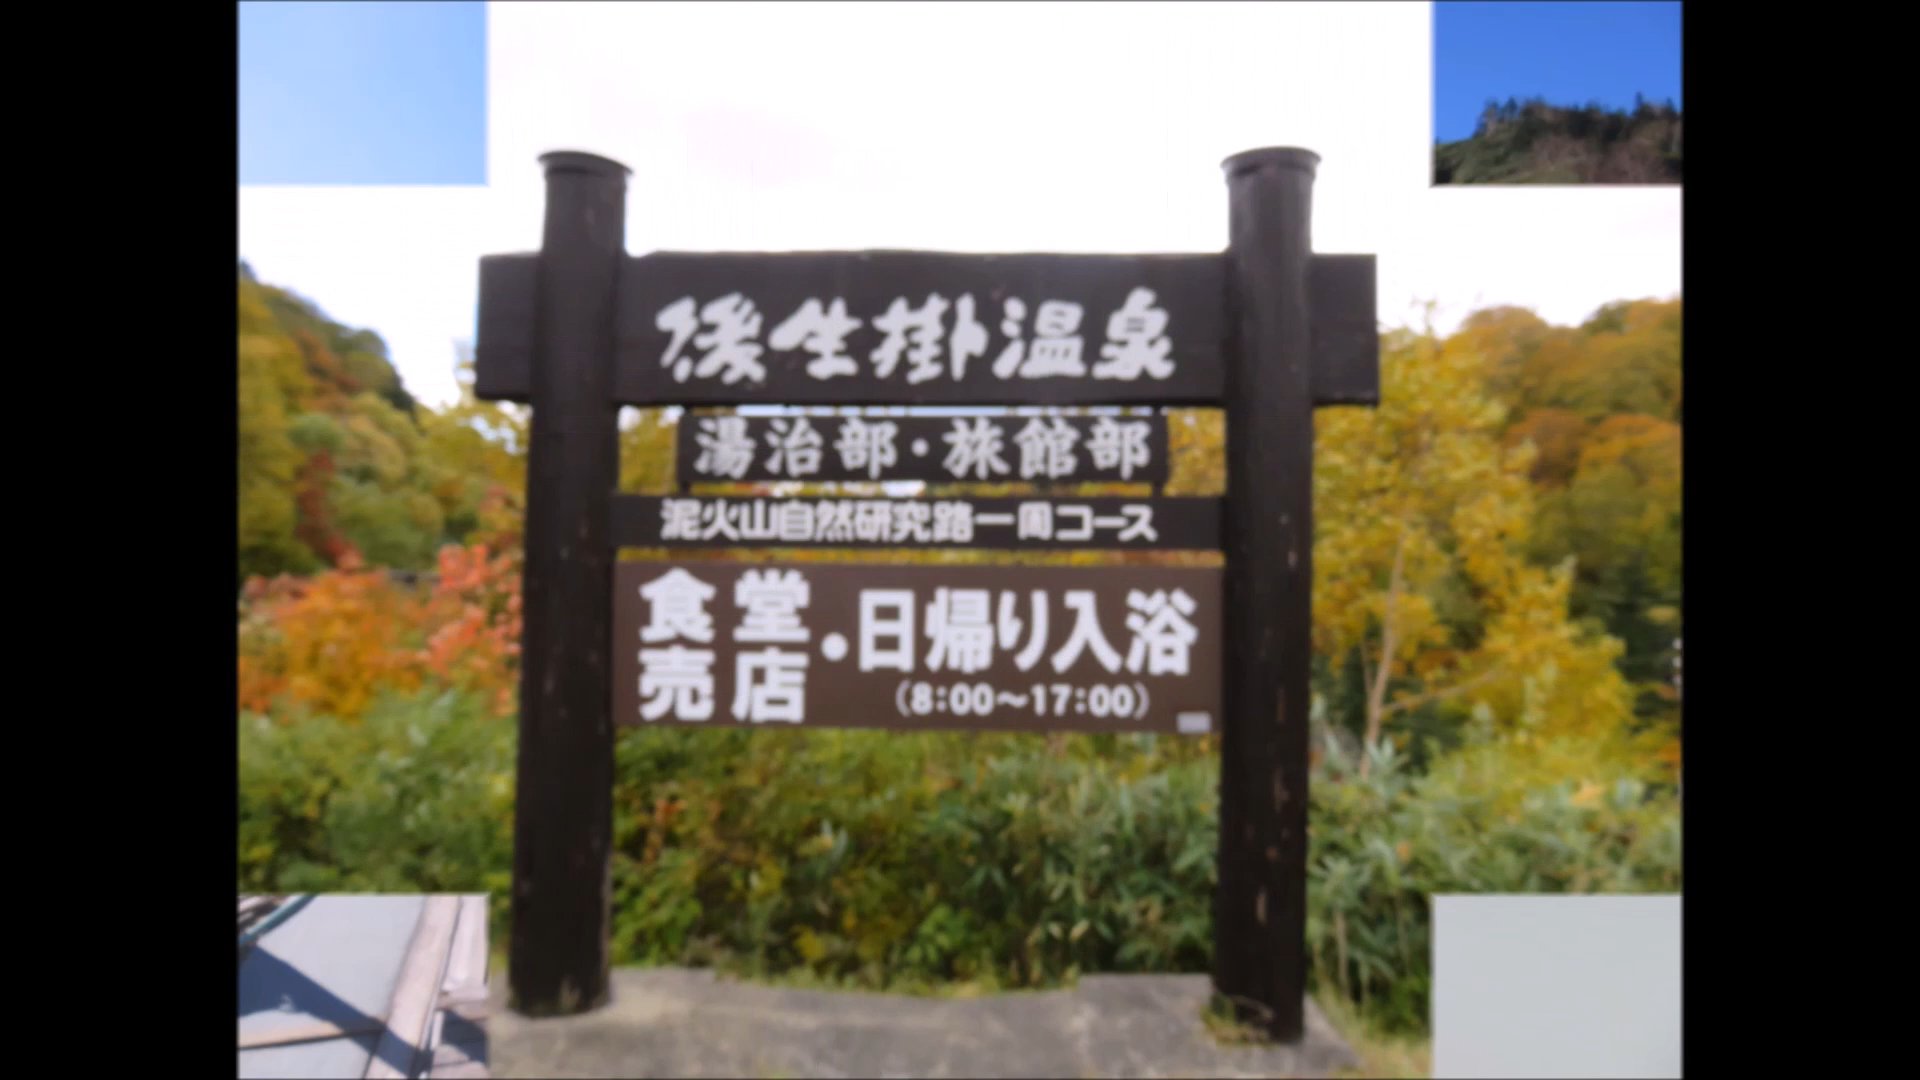 後生掛温泉
湯治部・旅館部
泥火山自然研究路一周コース
食堂
売店
・日帰り入浴
(8:00〜17:00)